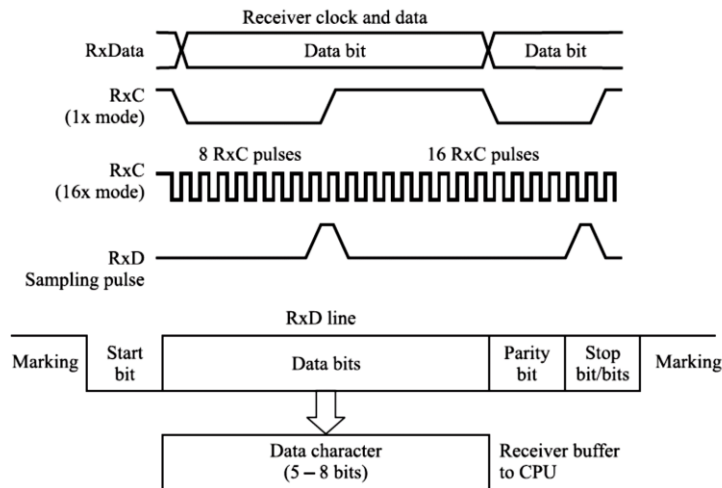 Receiver clock and data
RxData
Data bit
Data bit
RxC
(1x mode)
8 RxC pulses
16 RxC pulses
RxC
(16x mode)
RxD
Sampling pulse
RxD line
Marking
Start
bit
Data bits
Parity
bit
Stop
bit/bits
Marking
Data character
(5 – 8 bits)
Receiver buffer
to CPU